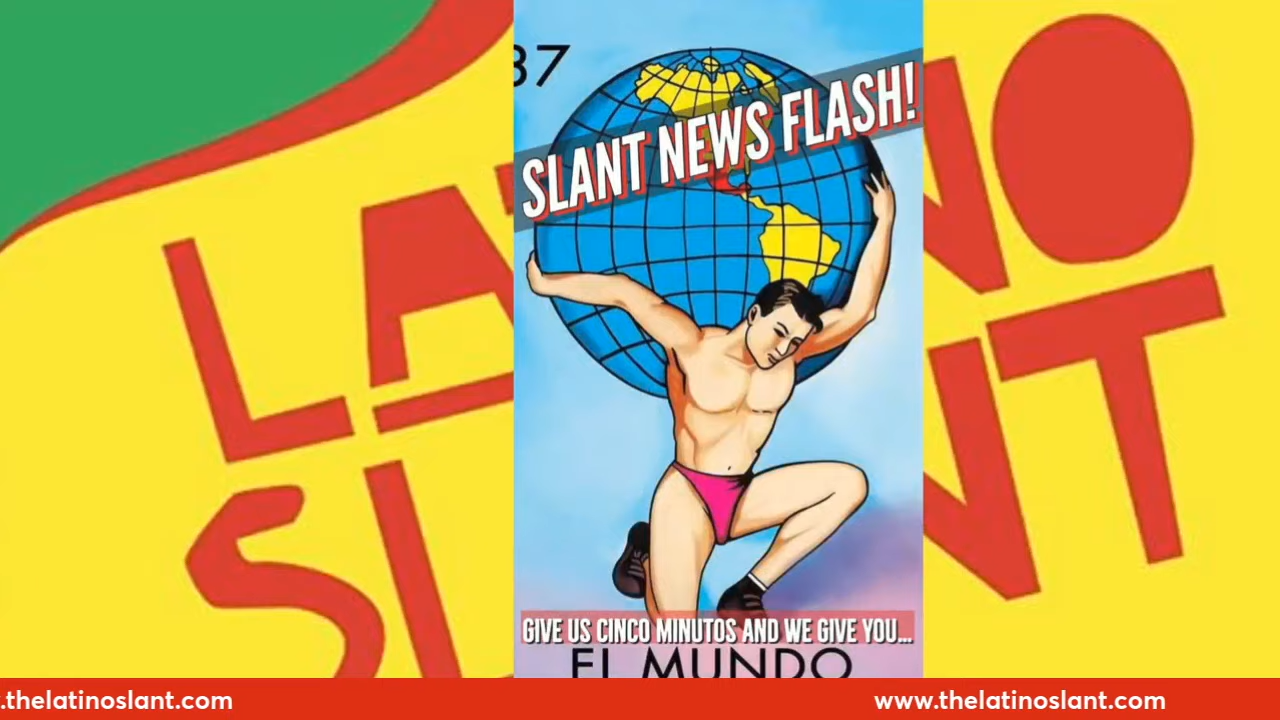 37
SLANT NEWS FLASH!
GIVE US CINCO MINUTOS AND WE GIVE YOU...
EL MUNDO
.thelatinoslant.com
www.thelatinoslant.com